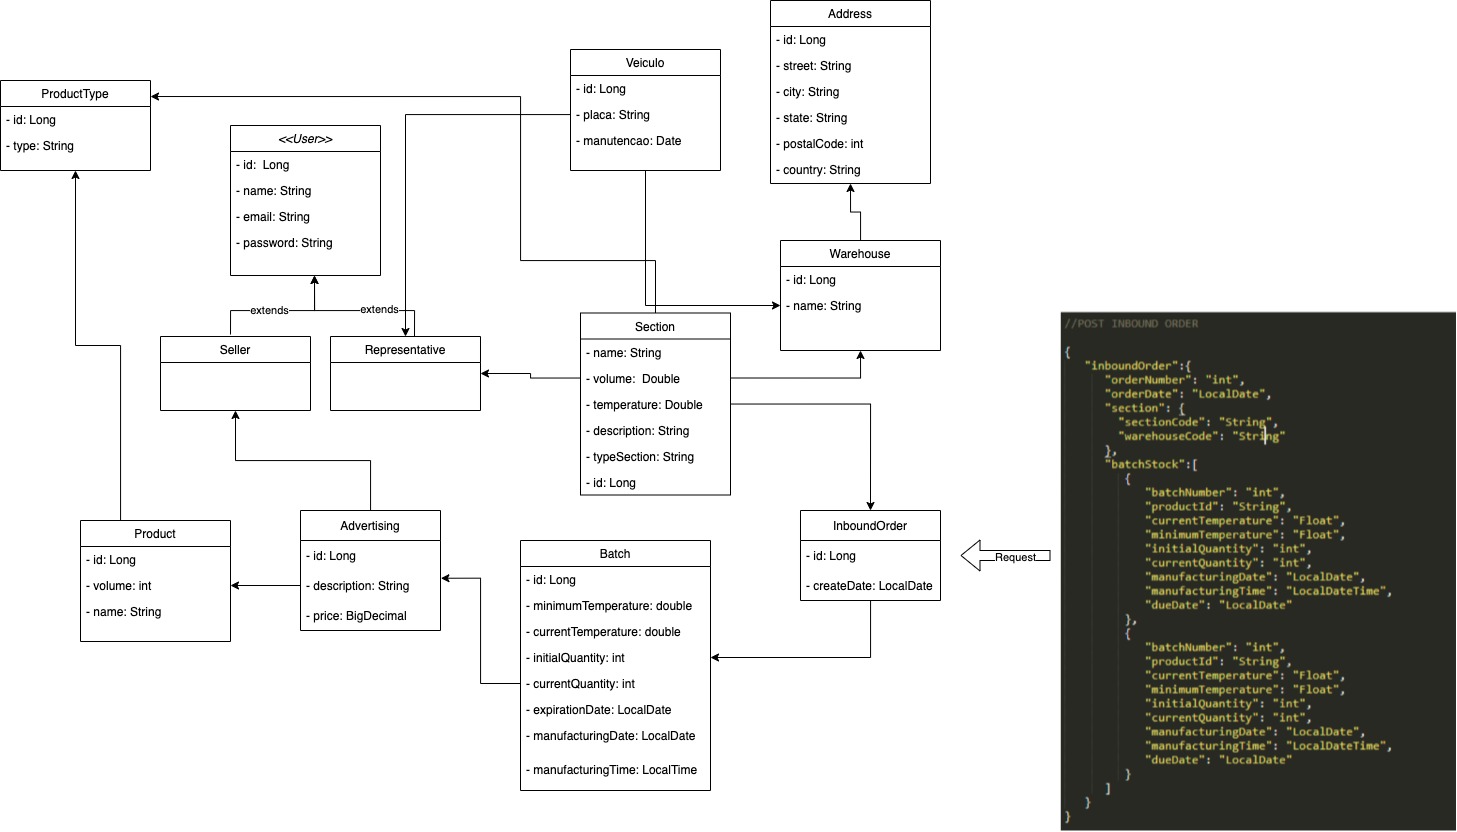 ProductType
- id: Long
- type: String
<<User>>
- id:  Long
- name: String
- email: String
- password: String
Veiculo
- id: Long
- placa: String
- manutencao: Date
Address
- id: Long
- street: String
- city: String
- state: String
- postalCode: int
- country: String
Warehouse
- id: Long
- name: String
extends
extends
Seller
Representative
Section
- name: String
- volume:  Double
- temperature: Double
- description: String
- typeSection: String
- id: Long
Product
- id: Long
- volume: int
- name: String
Advertising
- id: Long
- description: String
- price: BigDecimal
Batch
- id: Long
- minimumTemperature: double
- currentTemperature: double
- initialQuantity: int
- currentQuantity: int
- expirationDate: LocalDate
- manufacturingDate: LocalDate
- manufacturingTime: LocalTime
InboundOrder
- id: Long
- createDate: LocalDate
Request
//POST INBOUND ORDER
{
"inboundOrder":{
"orderNumber": "int",
"orderDate": "LocalDate",
"section": {
"sectionCode": "String",
"warehouseCode": "String"
},
"batchStock":[
{
"batchNumber": "int",
"productId": "String",
"currentTemperature": "Float",
"minimumTemperature": "Float",
"initialQuantity": "int",
"currentQuantity": "int",
"manufacturingDate": "LocalDate",
"manufacturingTime": "LocalDateTime",
"dueDate": "LocalDate"
},
{
"batchNumber": "int",
"productId": "String",
"currentTemperature": "Float",
"minimumTemperature": "Float",
"initialQuantity": "int",
"currentQuantity": "int",
"manufacturingDate": "LocalDate",
"manufacturingTime": "LocalDateTime",
"dueDate": "LocalDate"
}
]
}
}